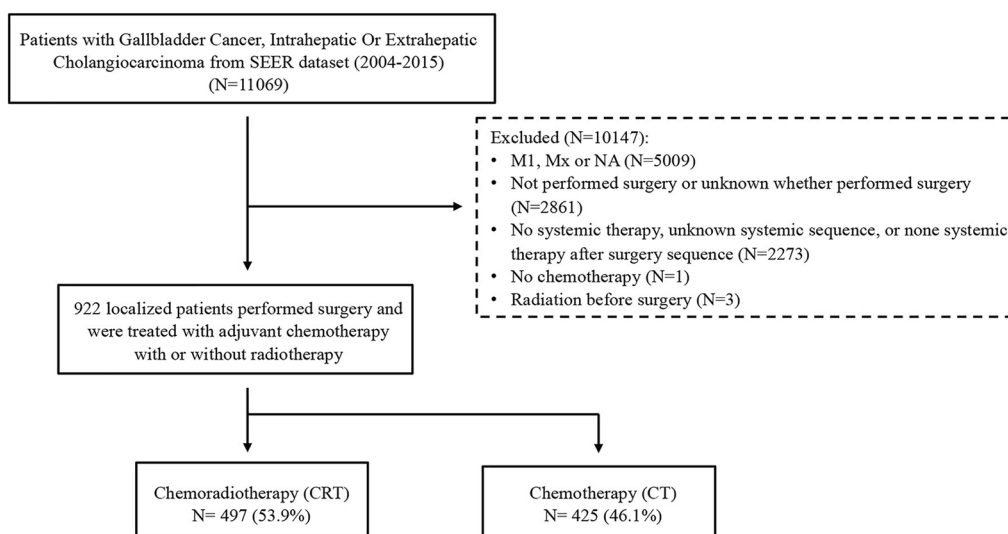 Patients with Gallbladder Cancer, Intrahepatic Or Extrahepatic
Cholangiocarcinoma from SEER dataset (2004-2015)
(N=11069)
Excluded (N=10147):
• M1, Mx or NA (N=5009)
• Not performed surgery or unknown whether performed surgery
(N=2861)
• No systemic therapy, unknown systemic sequence, or none systemic
therapy after surgery sequence (N=2273)
• No chemotherapy (N=1)
• Radiation before surgery (N=3)
922 localized patients performed surgery and
were treated with adjuvant chemotherapy
with or without radiotherapy
Chemoradiotherapy (CRT)
N= 497 (53.9%)
Chemotherapy (CT)
N= 425 (46.1%)